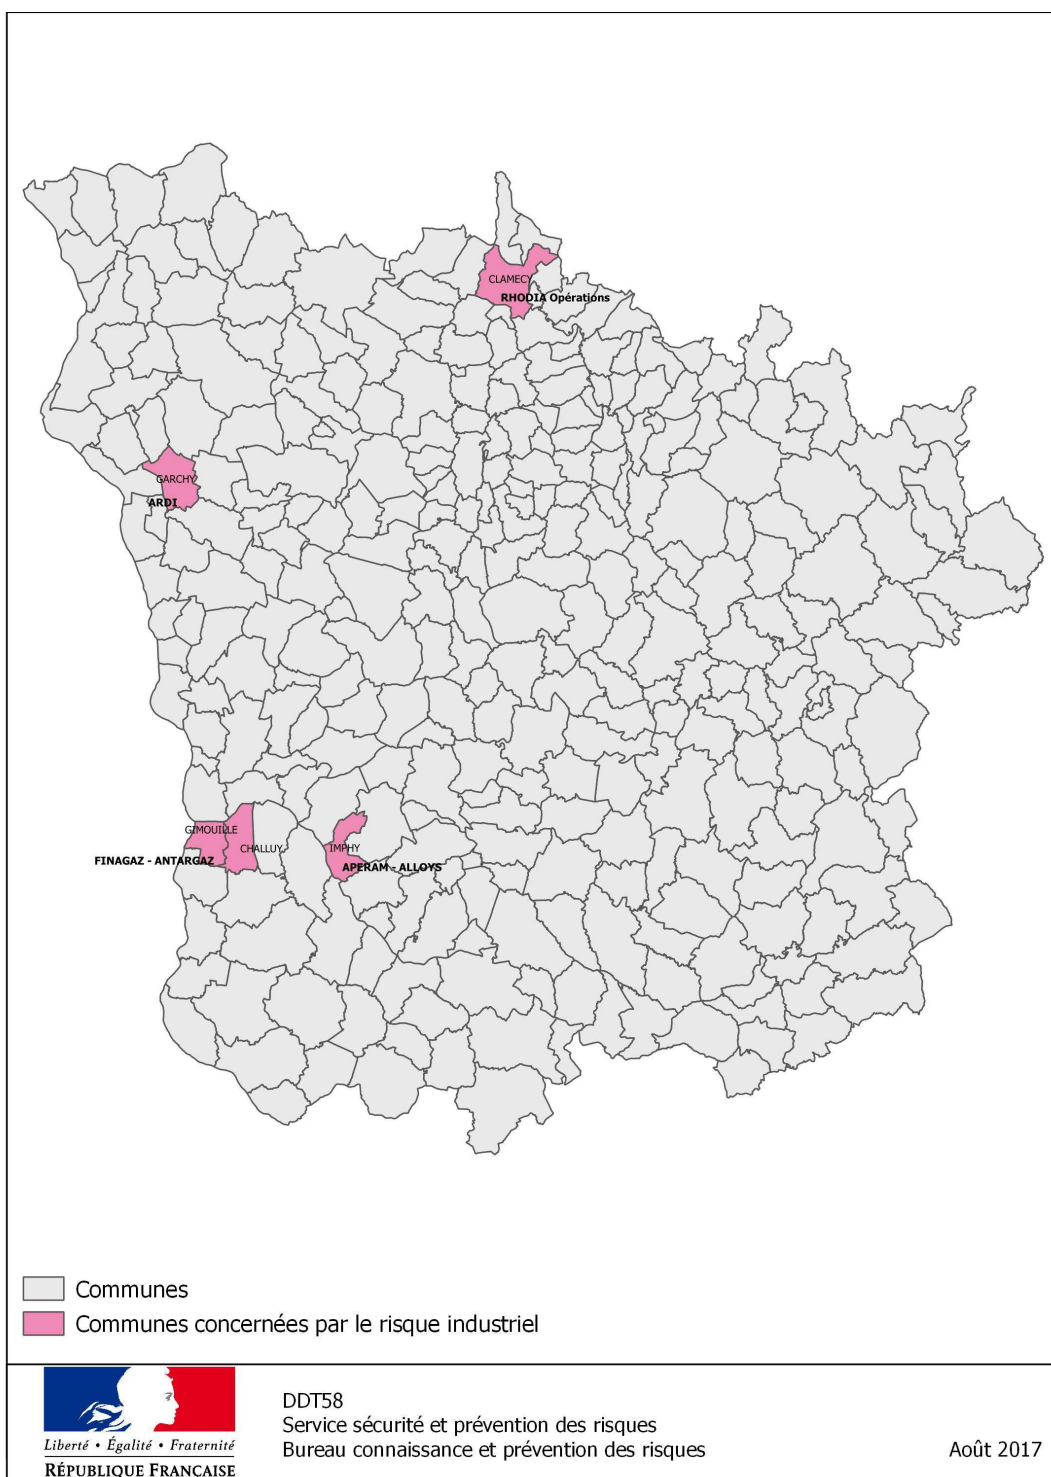 CLAMECY
RHODIA Opérations
GARCHY
ARDI
GIMOUILLE
CHALLUY
IMPHY
FINAGAZ - ANTARGAZ
APERAM - ALLOYS
Communes
Communes concernées par le risque industriel
Liberté • Égalité • Fraternité
RÉPUBLIQUE FRANÇAISE
DDT58
Service sécurité et prévention des risques
Bureau connaissance et prévention des risques
Août 2017